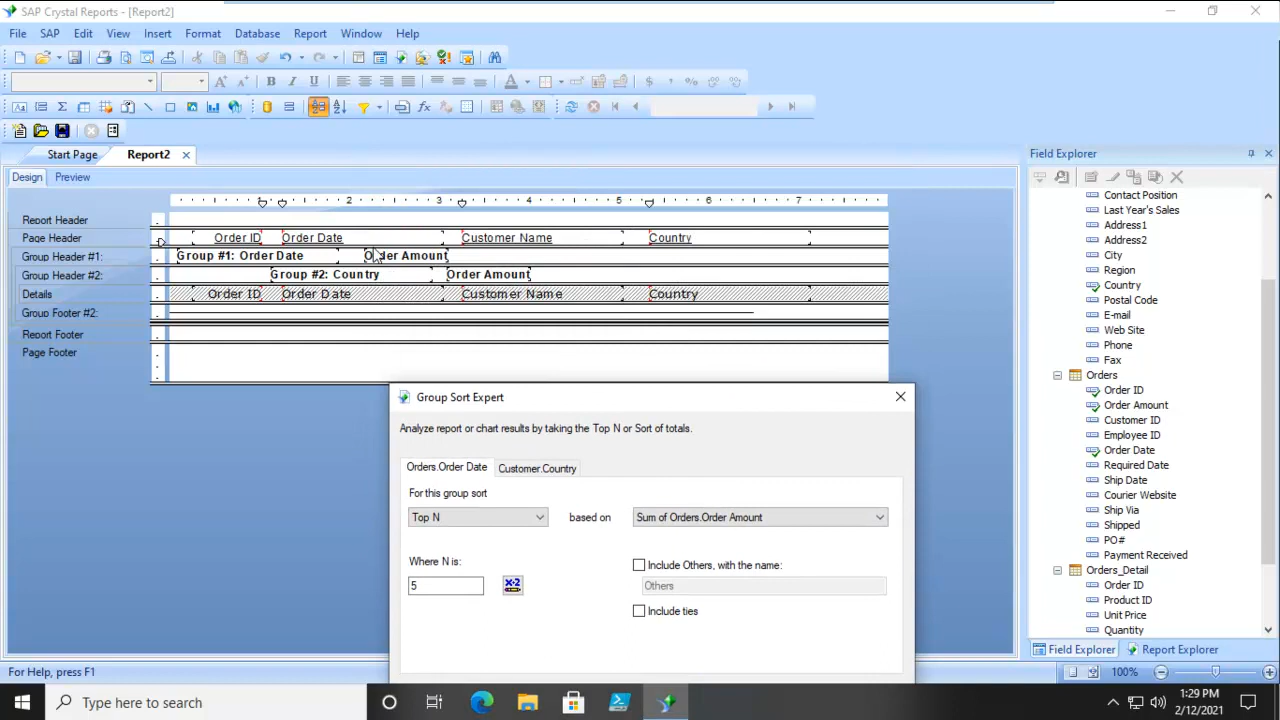 SAP Crystal Reports - [Report2]
File SAP Edit View Insert Format Database Report Window Help
Start Page Report2
Design Preview
1 2 3 4 5 6 7
Report Header
Page Header Order ID Order Date Customer Name Country
Group Header #1: Group #1: Order Date Order Amount
Group Header #2: Group #2: Country Order Amount
Details Order ID Order Date Customer Name Country
Group Footer #2:
Report Footer
Page Footer
Group Sort Expert
Analyze report or chart results by taking the Top N or Sort of totals.
Orders.Order Date Customer.Country
For this group sort
Top N based on Sum of Orders.Order Amount
Where N is:
5
Include Others, with the name:
Others
Include ties
Field Explorer
Contact Position
Last Year's Sales
Address1
Address2
City
Region
Country
Postal Code
E-mail
Web Site
Phone
Fax
Orders
Order ID
Order Amount
Customer ID
Employee ID
Order Date
Required Date
Ship Date
Courier Website
Ship Via
Shipped
PO#
Payment Received
Orders_Detail
Order ID
Product ID
Unit Price
Quantity
Field Explorer Report Explorer
For Help, press F1 100%
Type here to search
1:29 PM
2/12/2021